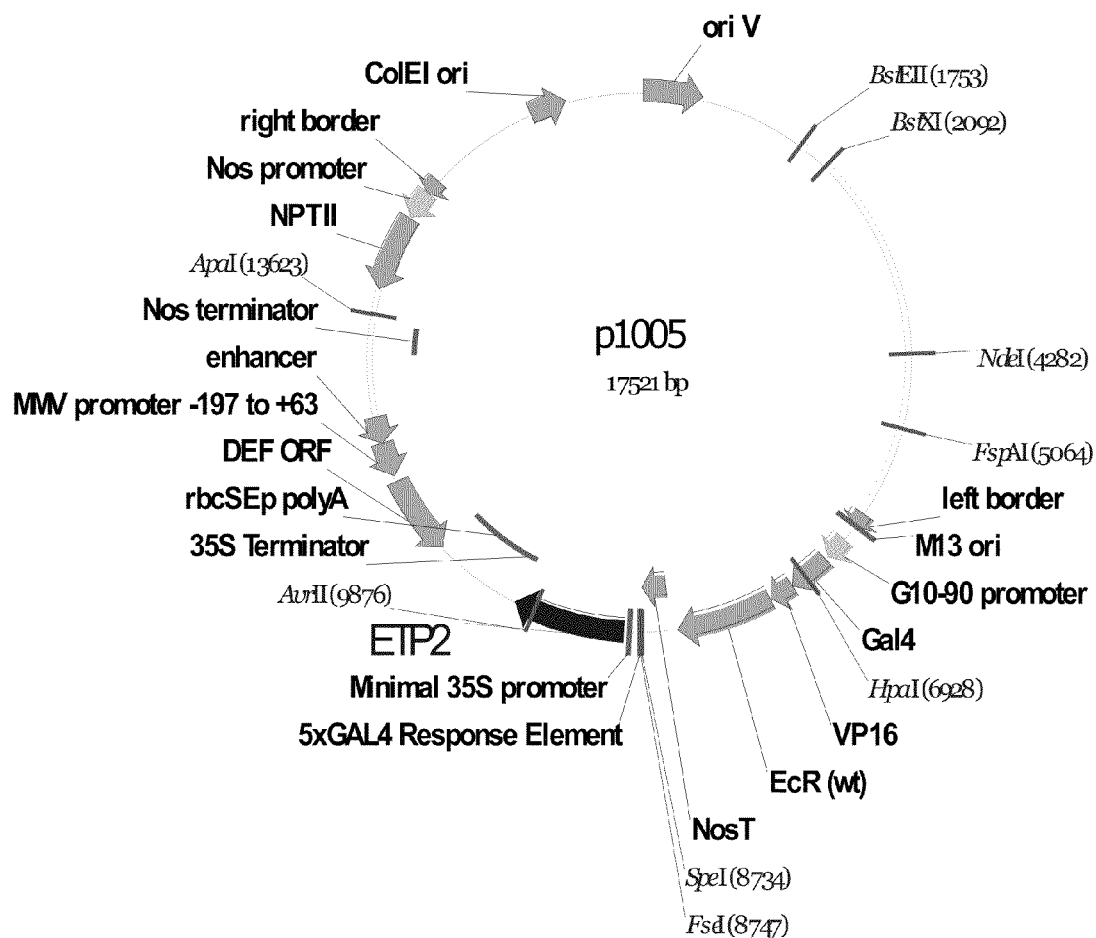 ori V
ColEI ori
BstEII (1753)
right border
BstXI (2092)
Nos promoter
NPTII
ApaI (13623)
Nos terminator
p1005
enhancer
17521 bp
NdeI (4282)
MMV promoter -197 to +63
DEF ORF
FspAI (5064)
rbcSEp polyA
left border
35S Terminator
M13 ori
AvrII (9876)
G10-90 promoter
ETP2
Gal4
Minimal 35S promoter
HpaI (6928)
5xGAL4 Response Element
VP16
EcR (wt)
NosT
SpeI (8734)
FseI (8747)